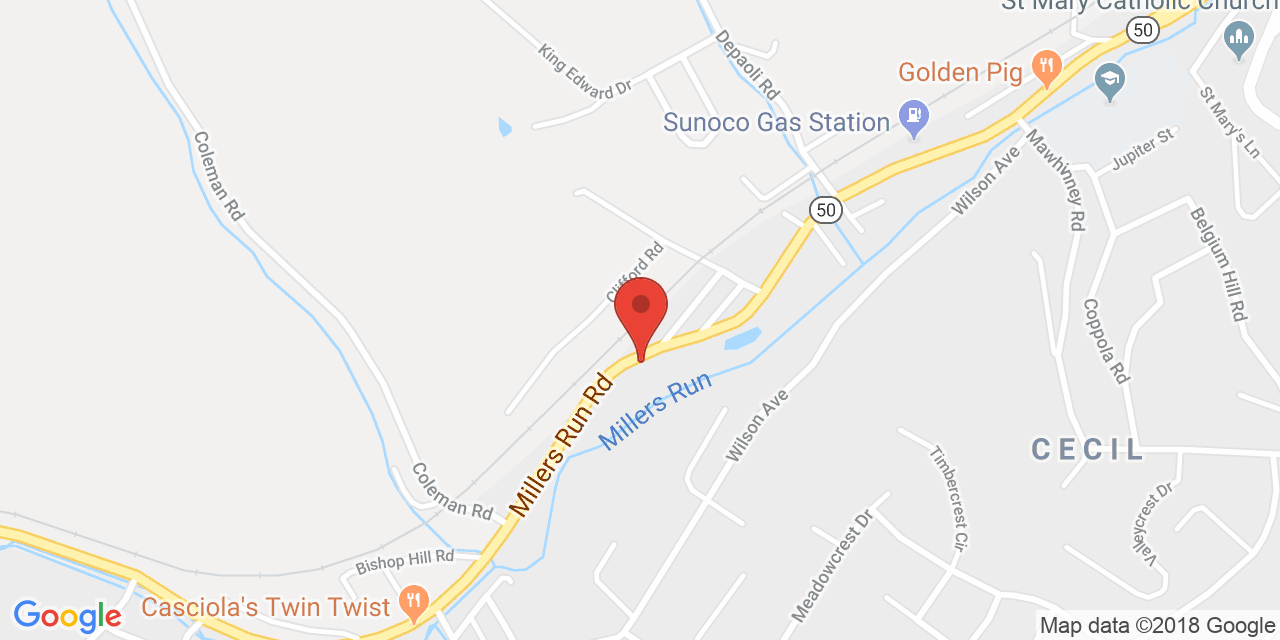 St Mary Catholic Church
50
Golden Pig
Sunoco Gas Station
King Edward Dr
Depaoli Rd
St Mary's Ln
Jupiter St
Mawhinney Rd
Wilson Ave
Coleman Rd
50
Belgium Hill Rd
Clifford Rd
Coppola Rd
Millers Run Rd
Millers Run
Wilson Ave
CECIL
Timbercrest Cir
Coleman Rd
Valleycrest Dr
Meadowcrest Dr
Bishop Hill Rd
Casciola's Twin Twist
Google
Map data ©2018 Google